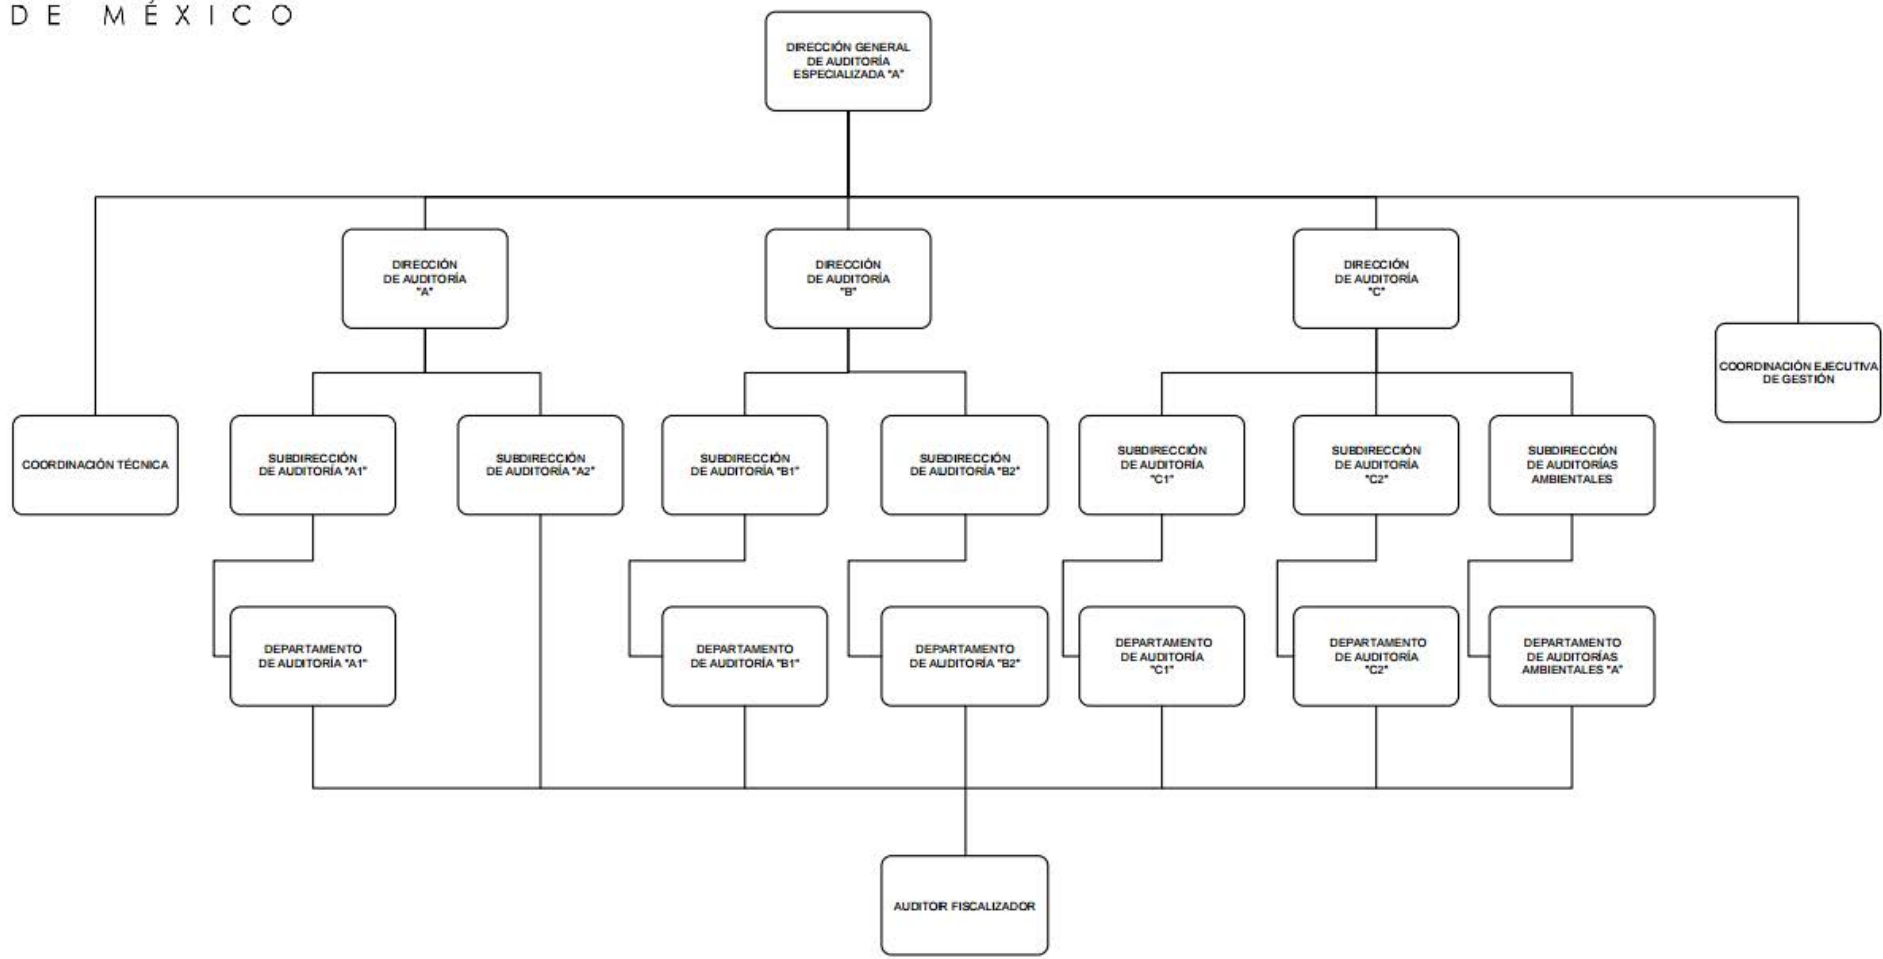 DE MÉXICO
DIRECCIÓN GENERAL
DE AUDITORÍA
ESPECIALIZADA "A"
DIRECCIÓN
DE AUDITORÍA
"A"
DIRECCIÓN
DE AUDITORÍA
"B"
DIRECCIÓN
DE AUDITORÍA
"C"
COORDINACIÓN EJECUTIVA
DE GESTIÓN
COORDINACIÓN TÉCNICA
SUBDIRECCIÓN
DE AUDITORÍA "A1"
SUBDIRECCIÓN
DE AUDITORÍA "A2"
SUBDIRECCIÓN
DE AUDITORÍA "B1"
SUBDIRECCIÓN
DE AUDITORÍA "B2"
SUBDIRECCIÓN
DE AUDITORÍA
"C1"
SUBDIRECCIÓN
DE AUDITORÍA
"C2"
SUBDIRECCIÓN
DE AUDITORÍAS
AMBIENTALES
DEPARTAMENTO
DE AUDITORÍA "A1"
DEPARTAMENTO
DE AUDITORÍA "B1"
DEPARTAMENTO
DE AUDITORÍA "B2"
DEPARTAMENTO
DE AUDITORÍA
"C1"
DEPARTAMENTO
DE AUDITORÍA
"C2"
DEPARTAMENTO
DE AUDITORÍAS
AMBIENTALES "A"
AUDITOIR FISCALIZADOR